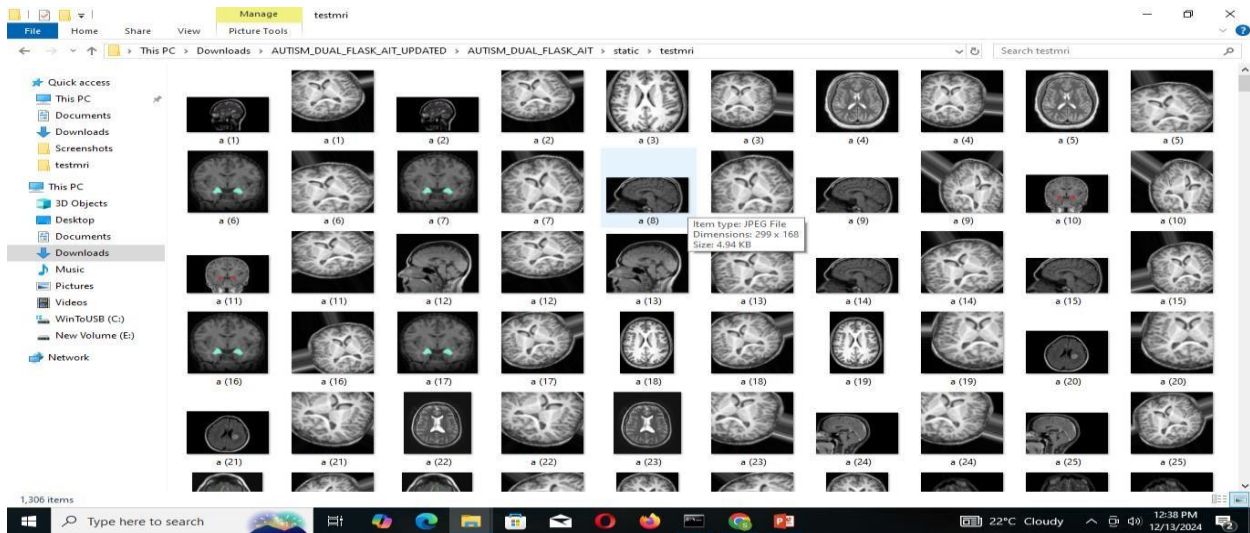 Manage
testmri
File
Home
Share
View
Picture Tools
This PC > Downloads > AUTISM_DUAL_FLASK_AIT_UPDATED > AUTISM_DUAL_FLASK_AIT > static > testmri
Search testmri
Quick access
This PC
Documents
Downloads
Screenshots
testmri
This PC
3D Objects
Desktop
Documents
Downloads
Music
Pictures
Videos
WinToUSB (C:)
New Volume (E:)
Network
a (1) a (1) a (2) a (2) a (3) a (3) a (4) a (4) a (5) a (5)
a (6) a (6) a (7) a (7) a (8) a (8) a (9) a (9) a (10) a (10)
Item type: JPEG File
Dimensions: 299 x 168
Size: 4.94 KB
a (11) a (11) a (12) a (12) a (13) a (13) a (14) a (14) a (15) a (15)
a (16) a (16) a (17) a (17) a (18) a (18) a (19) a (19) a (20) a (20)
a (21) a (21) a (22) a (22) a (23) a (23) a (24) a (24) a (25) a (25)
1,306 items
Type here to search
22°C Cloudy
12:38 PM
12/13/2024